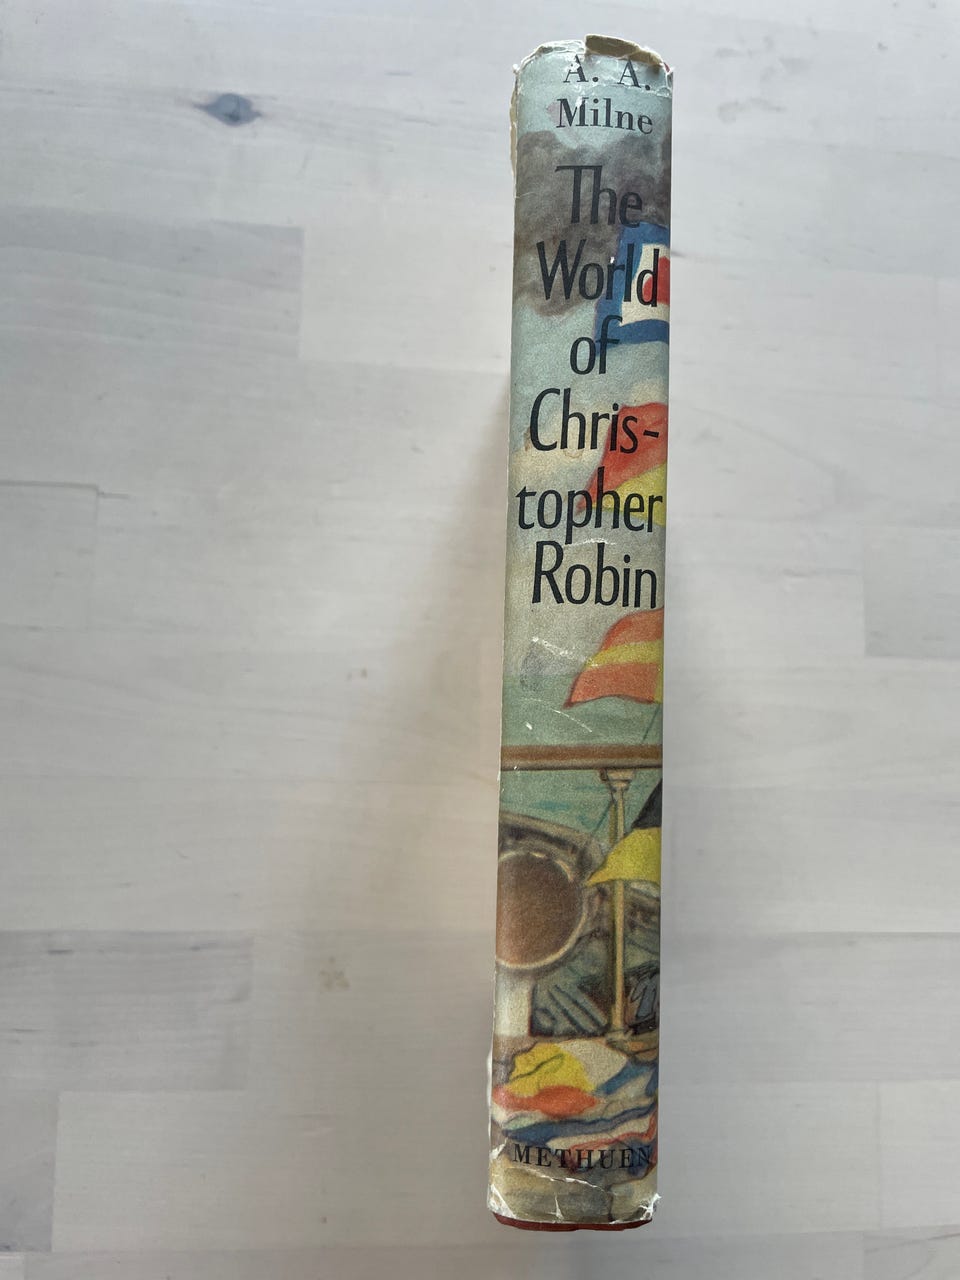 A. A.
Milne
The
World
of
Chris-
topher
Robin
METHUEN